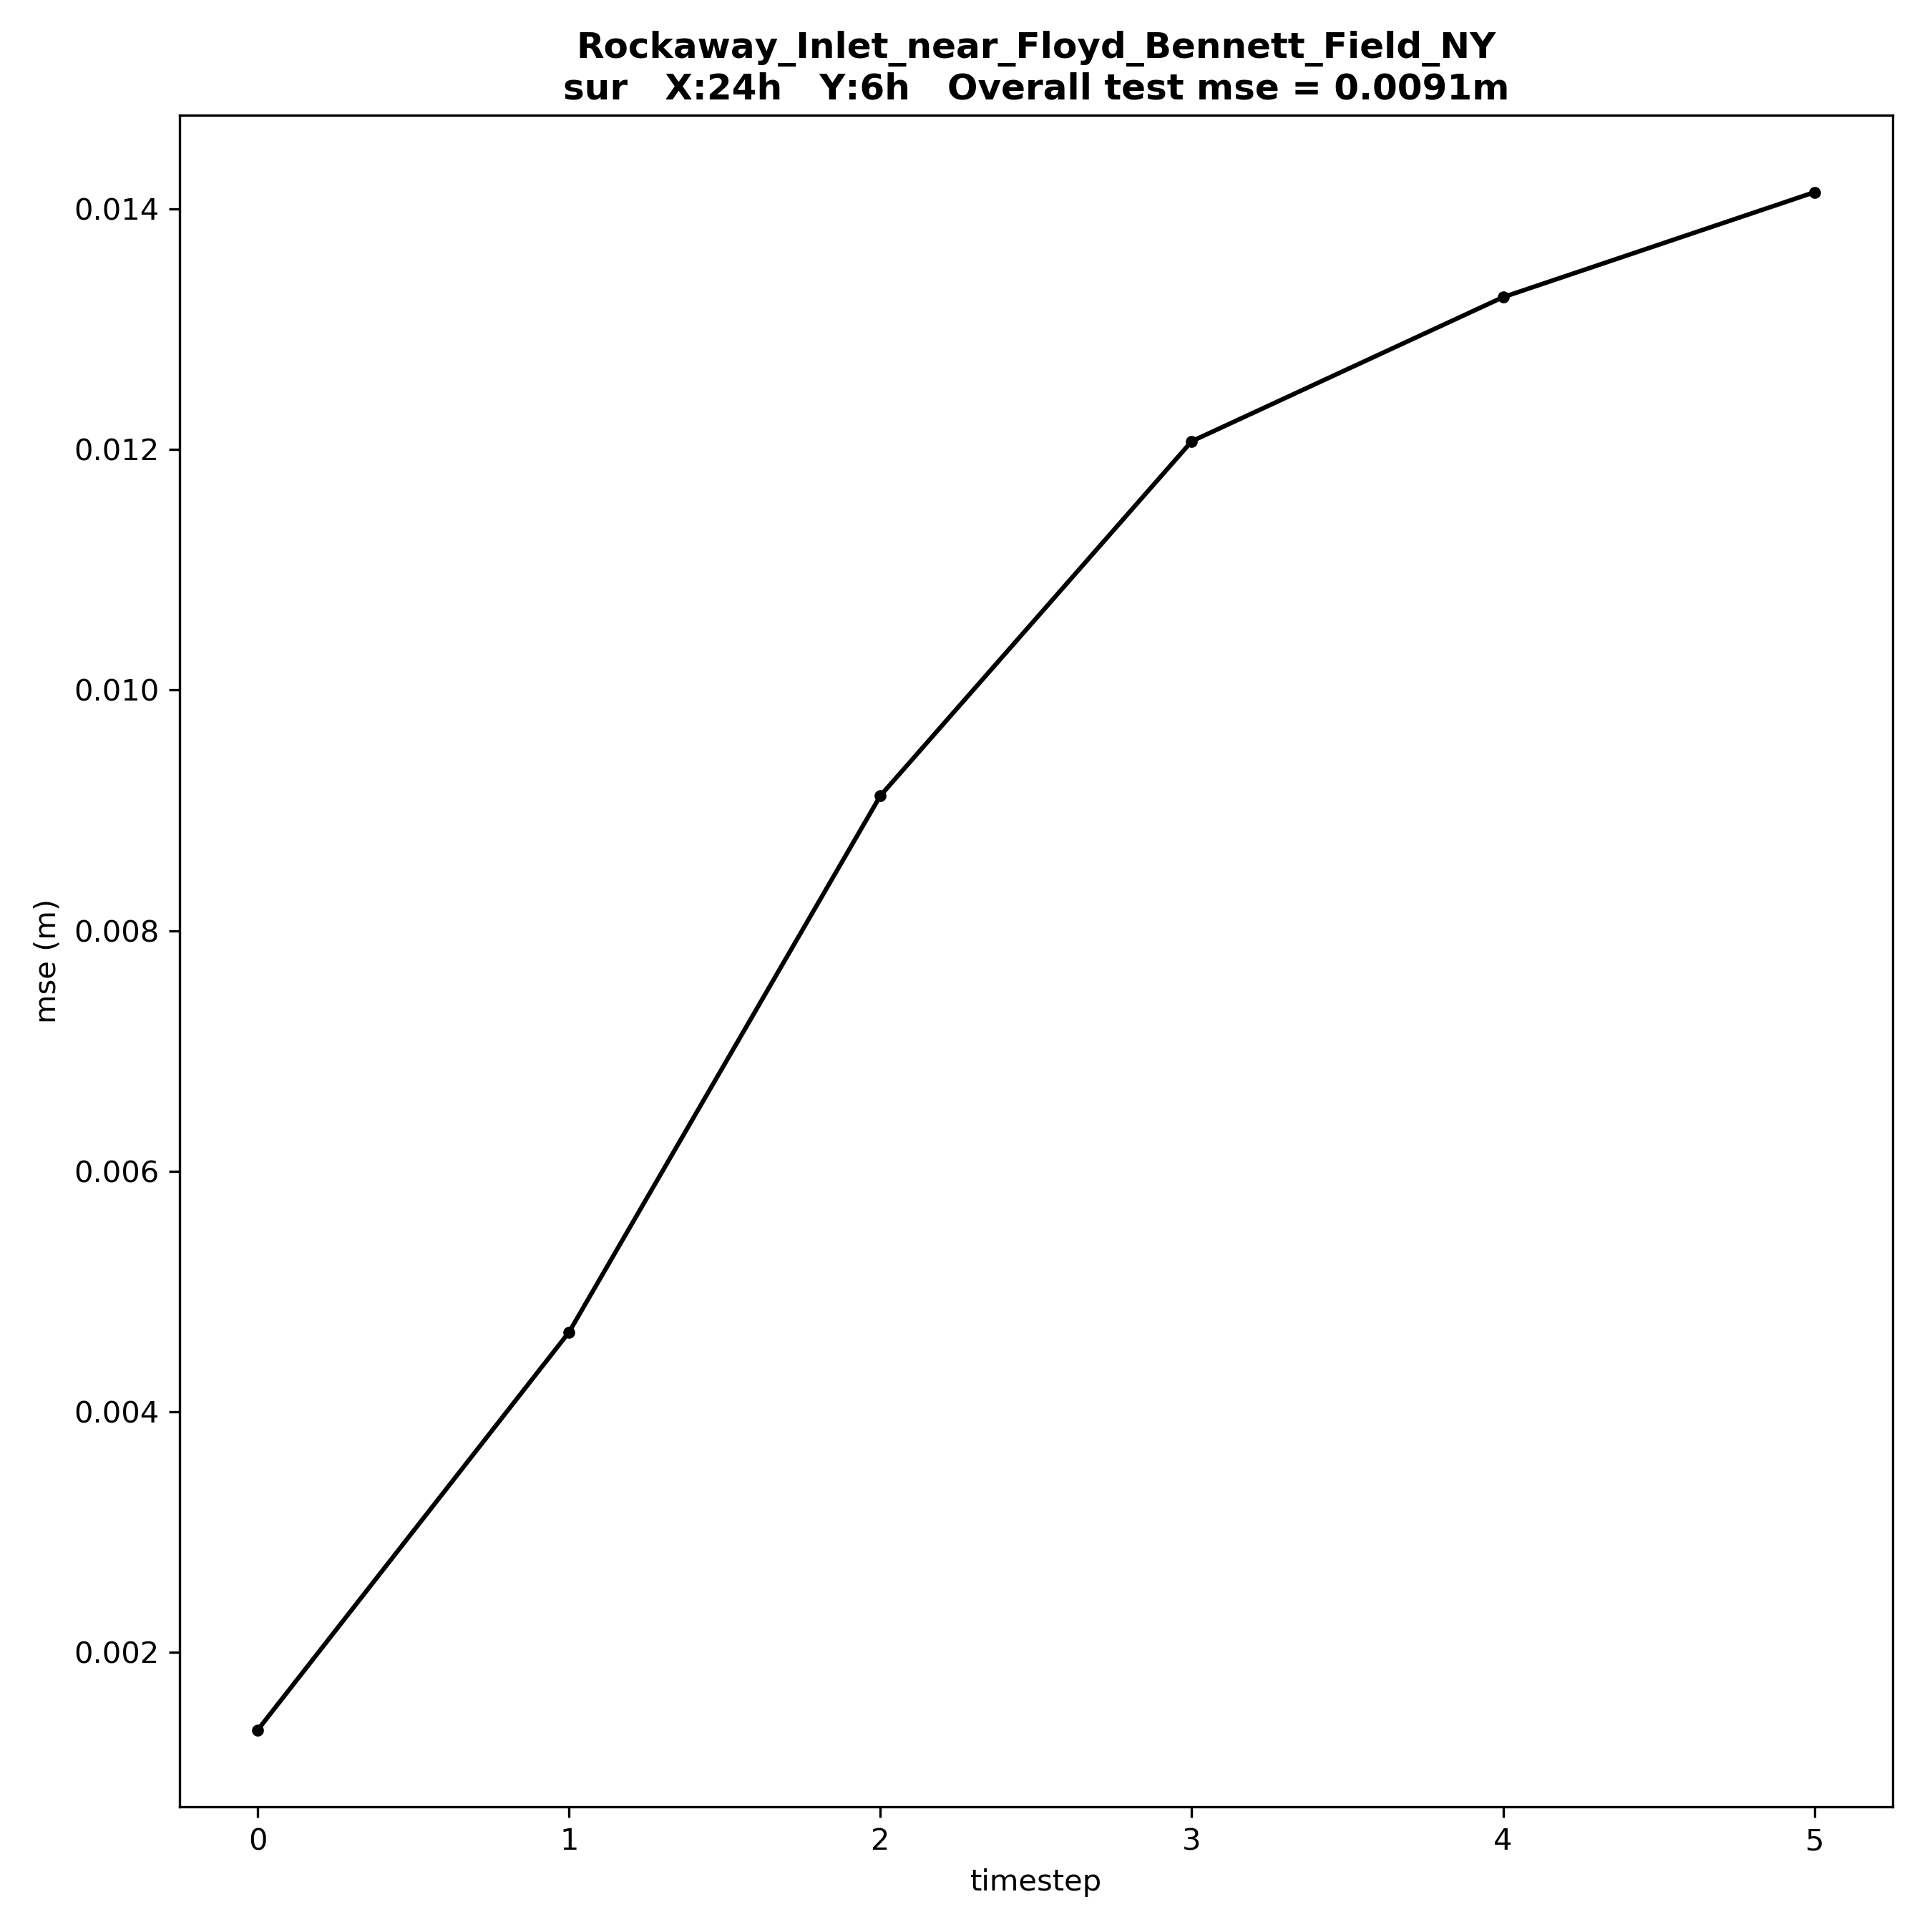 Rockaway_Inlet_near_Floyd_Bennett_Field_NY
sur   X:24h   Y:6h   Overall test mse = 0.0091m
0.014
0.012
0.010
0.008
0.006
0.004
0.002
mse (m)
0 1 2 3 4 5
timestep